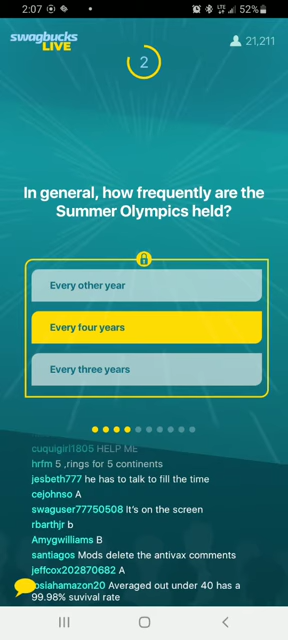 2:07
LTE
52%
swagbucks
LIVE
21,211
2
In general, how frequently are the
Summer Olympics held?
Every other year
Every four years
Every three years
cuquigirl1805 HELP ME
hrfm 5 ,rings for 5 continents
jesbeth777 he has to talk to fill the time
cejohnso A
swaguser77750508 It's on the screen
rbarthjr b
Amygwilliams B
santiagos Mods delete the antivax comments
jeffcox202870682 A
josiahamazon20 Averaged out under 40 has a
99.98% suvival rate